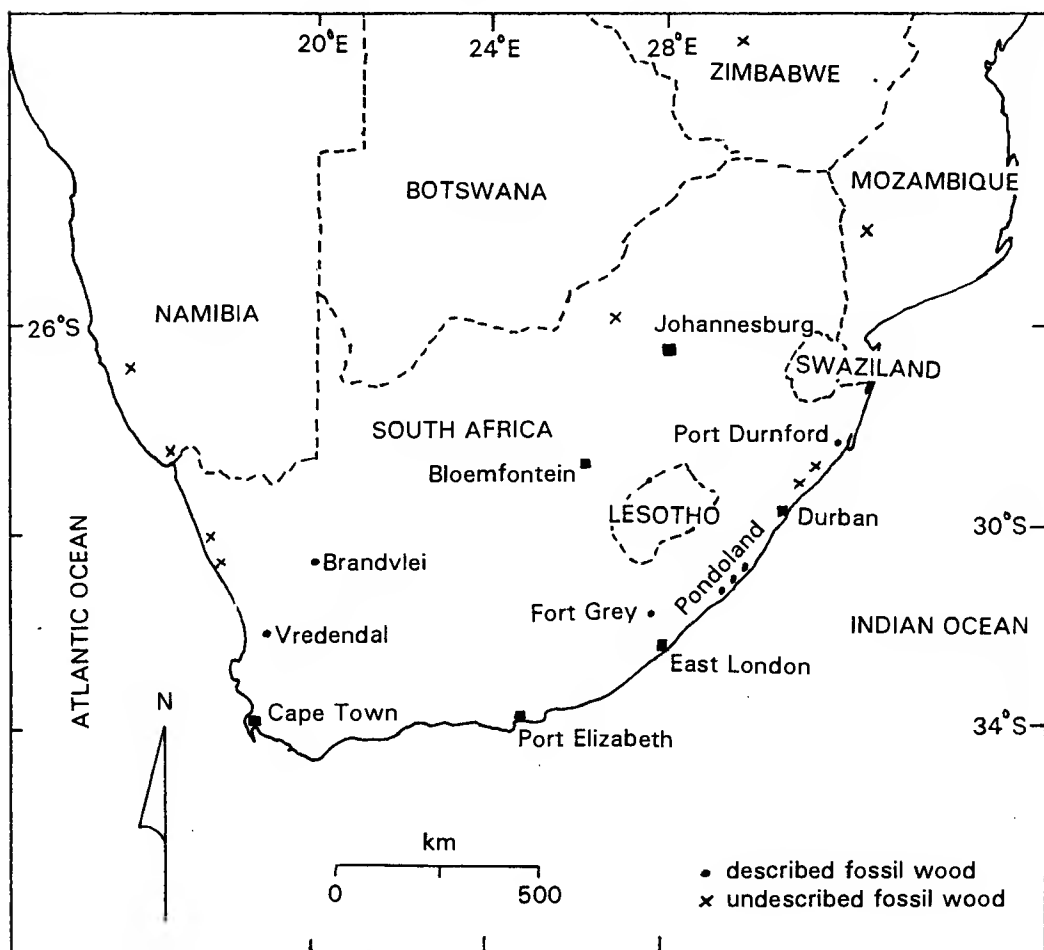 20°E
24°E
28°E
ZIMBABWE
BOTSWANA
MOZAMBIQUE
26°S
NAMIBIA
Johannesburg
SWAZILAND
SOUTH AFRICA
Port Durnford
Bloemfontein
LESOTHO
Durban
30°S
ATLANTIC OCEAN
Brandvlei
Pondoland
Fort Grey
INDIAN OCEAN
Vredendal
East London
N
Cape Town
Port Elizabeth
34°S
km
0 500
described fossil wood
x undescribed fossil wood